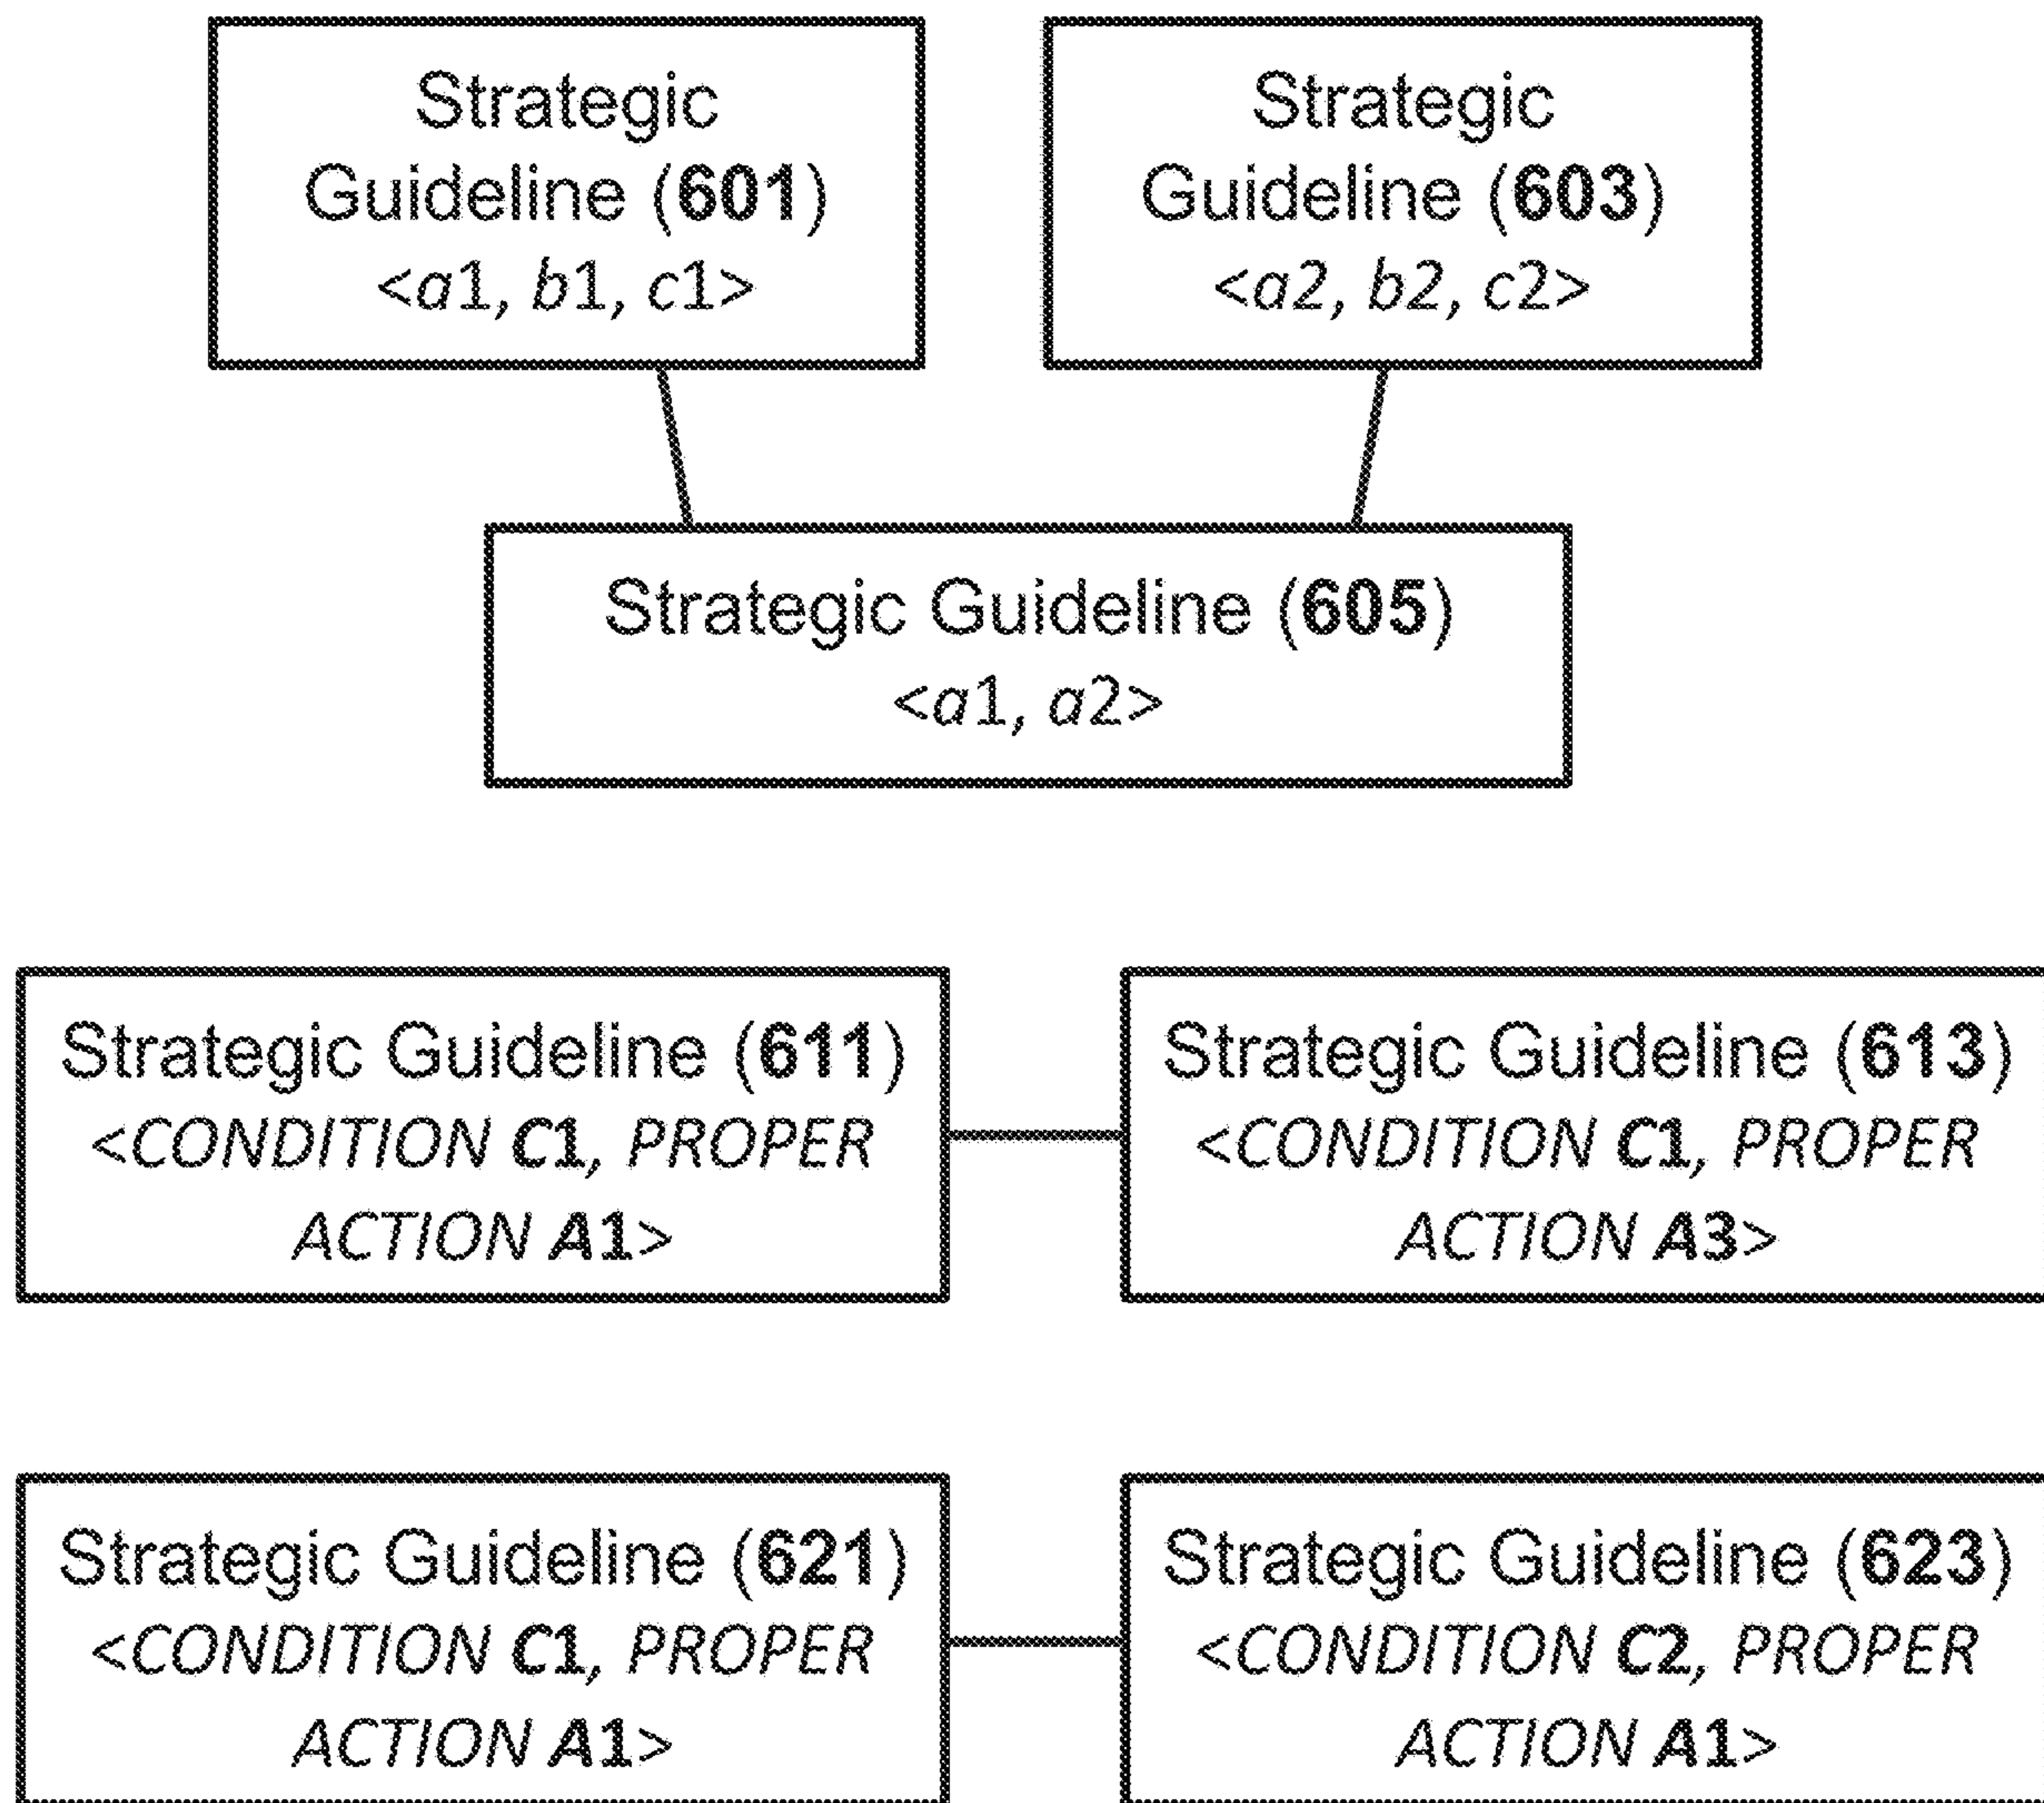 Strategic
Guideline (601)
<a1, b1, c1>
Strategic
Guideline (603)
<a2, b2, c2>
Strategic Guideline (605)
<a1, a2>
Strategic Guideline (611)
<CONDITION C1, PROPER
ACTION A1>
Strategic Guideline (613)
<CONDITION C1, PROPER
ACTION A3>
Strategic Guideline (621)
<CONDITION C1, PROPER
ACTION A1>
Strategic Guideline (623)
<CONDITION C2, PROPER
ACTION A1>